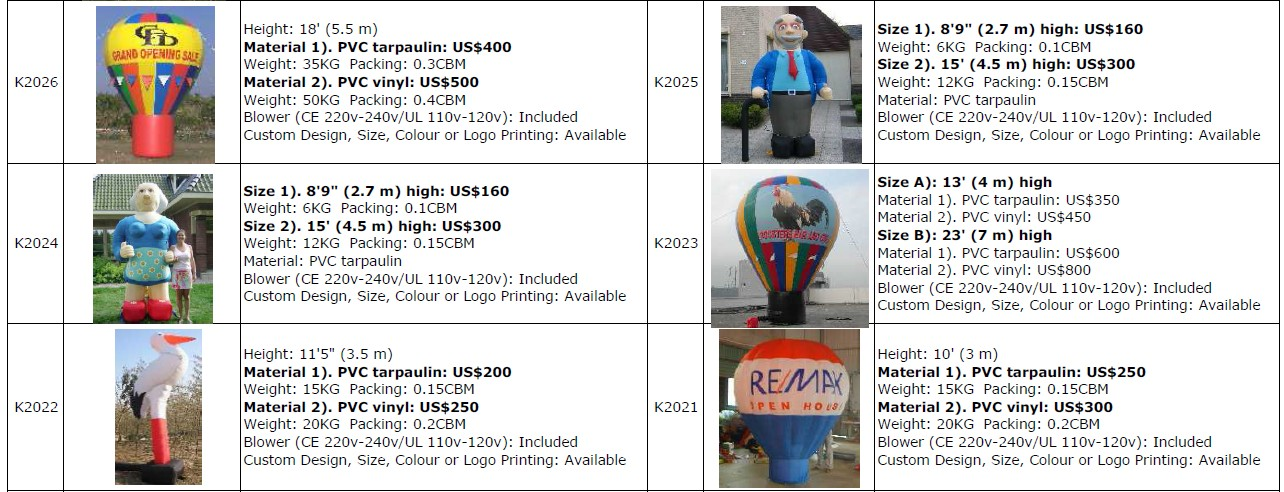 K2026
GRAND OPENING SALE
Height: 18' (5.5 m)
Material 1). PVC tarpaulin: US$400
Weight: 35KG  Packing: 0.3CBM
Material 2). PVC vinyl: US$500
Weight: 50KG  Packing: 0.4CBM
Blower (CE 220v-240v/UL 110v-120v): Included
Custom Design, Size, Colour or Logo Printing: Available
K2025
Size 1). 8'9" (2.7 m) high: US$160
Weight: 6KG  Packing: 0.1CBM
Size 2). 15' (4.5 m) high: US$300
Weight: 12KG  Packing: 0.15CBM
Material: PVC tarpaulin
Blower (CE 220v-240v/UL 110v-120v): Included
Custom Design, Size, Colour or Logo Printing: Available
K2024
Size 1). 8'9" (2.7 m) high: US$160
Weight: 6KG  Packing: 0.1CBM
Size 2). 15' (4.5 m) high: US$300
Weight: 12KG  Packing: 0.15CBM
Material: PVC tarpaulin
Blower (CE 220v-240v/UL 110v-120v): Included
Custom Design, Size, Colour or Logo Printing: Available
K2023
Size A): 13' (4 m) high
Material 1). PVC tarpaulin: US$350
Material 2). PVC vinyl: US$450
Size B): 23' (7 m) high
Material 1). PVC tarpaulin: US$600
Material 2). PVC vinyl: US$800
Blower (CE 220v-240v/UL 110v-120v): Included
Custom Design, Size, Colour or Logo Printing: Available
K2022
Height: 11'5" (3.5 m)
Material 1). PVC tarpaulin: US$200
Weight: 15KG  Packing: 0.15CBM
Material 2). PVC vinyl: US$250
Weight: 20KG  Packing: 0.2CBM
Blower (CE 220v-240v/UL 110v-120v): Included
Custom Design, Size, Colour or Logo Printing: Available
K2021
RE/MAX
OPEN HOUSE
Height: 10' (3 m)
Material 1). PVC tarpaulin: US$250
Weight: 15KG  Packing: 0.15CBM
Material 2). PVC vinyl: US$300
Weight: 20KG  Packing: 0.2CBM
Blower (CE 220v-240v/UL 110v-120v): Included
Custom Design, Size, Colour or Logo Printing: Available